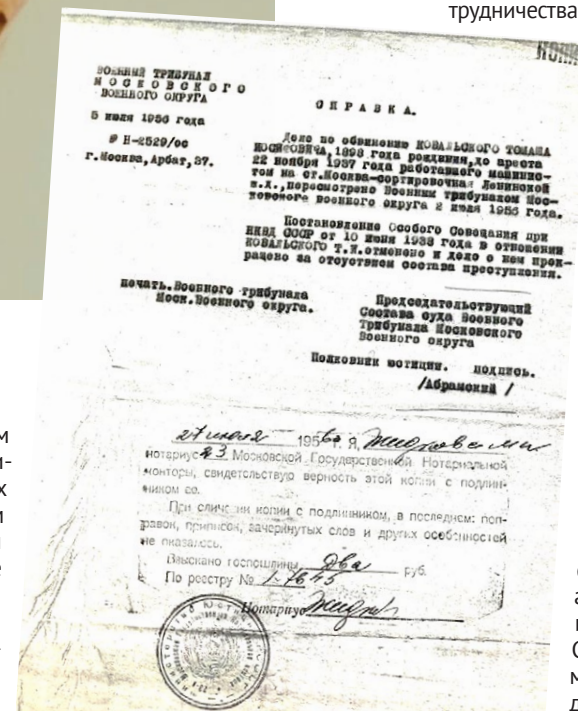 трудничества
КОПИЯ
ВОЕННЫЙ ТРИБУНАЛ
МОСКОВСКОГО
ВОЕННОГО ОКРУГА
5 июля 1956 года
№ Н-2529/ос
г.Москва, Арбат, 37.
СПРАВКА.
Дело по обвинению КОВАЛЬСКОГО ТОМАША
ИОСИФОВИЧА, 1898 года рождения, до ареста
22 ноября 1937 года работавшего машинис-
том на ст.Москва-сортировочная Ленинской
ж.д., пересмотрено Военным трибуналом Мос-
ковского военного округа 2 июля 1956 года.
Постановление Особого Совещания при
НКВД СССР от 10 июня 1938 года в отношении
КОВАЛЬСКОГО Т.И. отменено и дело о нем прек-
ращено за отсутствием состава преступления.
печать. Военного трибунала
Моск. Военного округа.
Председательствующий
Состава суда Военного
Трибунала Московского
Военного округа
Полковник юстиции. подпись.
/Абрамский /
27 июля 1956 г. Я,
нотариус 23 Московской Государственной Нотариальной
конторы, свидетельствую верность этой копии с подлин-
ником ее.
При сличении копии с подлинником, в последнем: поп-
равок, приписок, зачеркнутых слов и других особенностей
не оказалось.
Взыскано госпошлины два руб.
По реестру № 1-7645
Нотариус